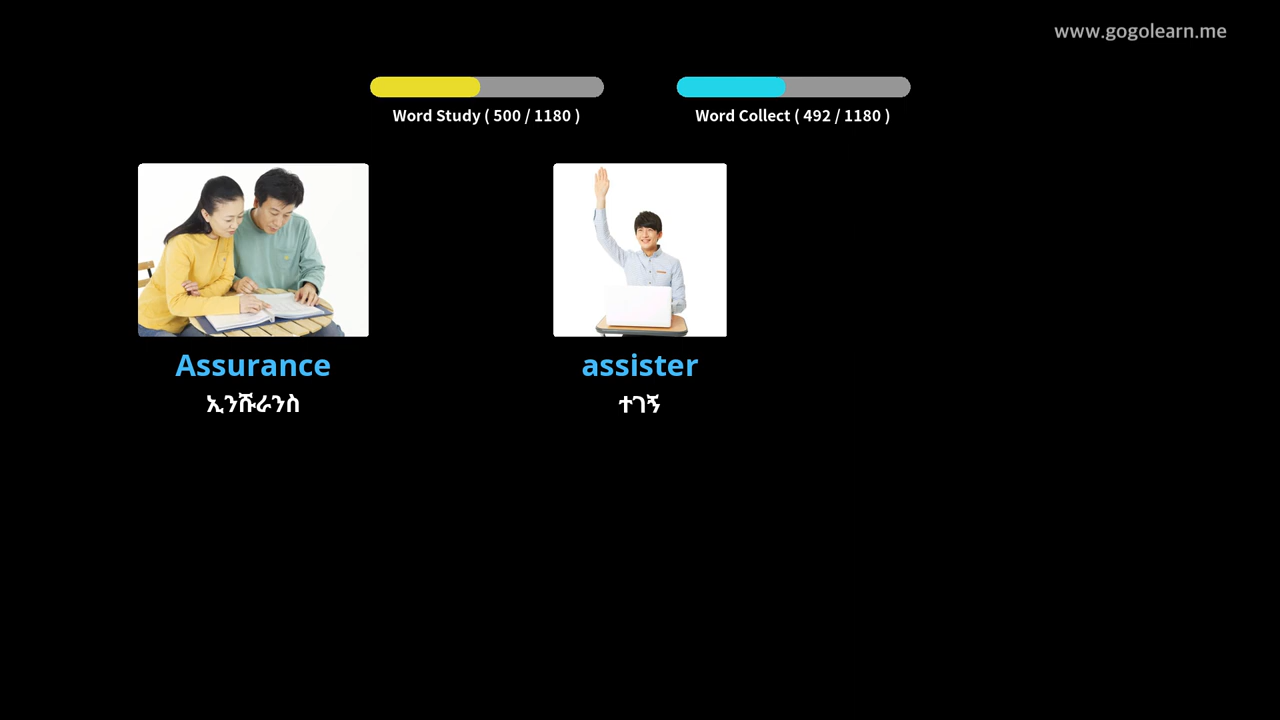 www.gogolearn.me
Word Study ( 500 / 1180 )
Word Collect ( 492 / 1180 )
Assurance
ኢንሹራንስ
assister
ተገኝ